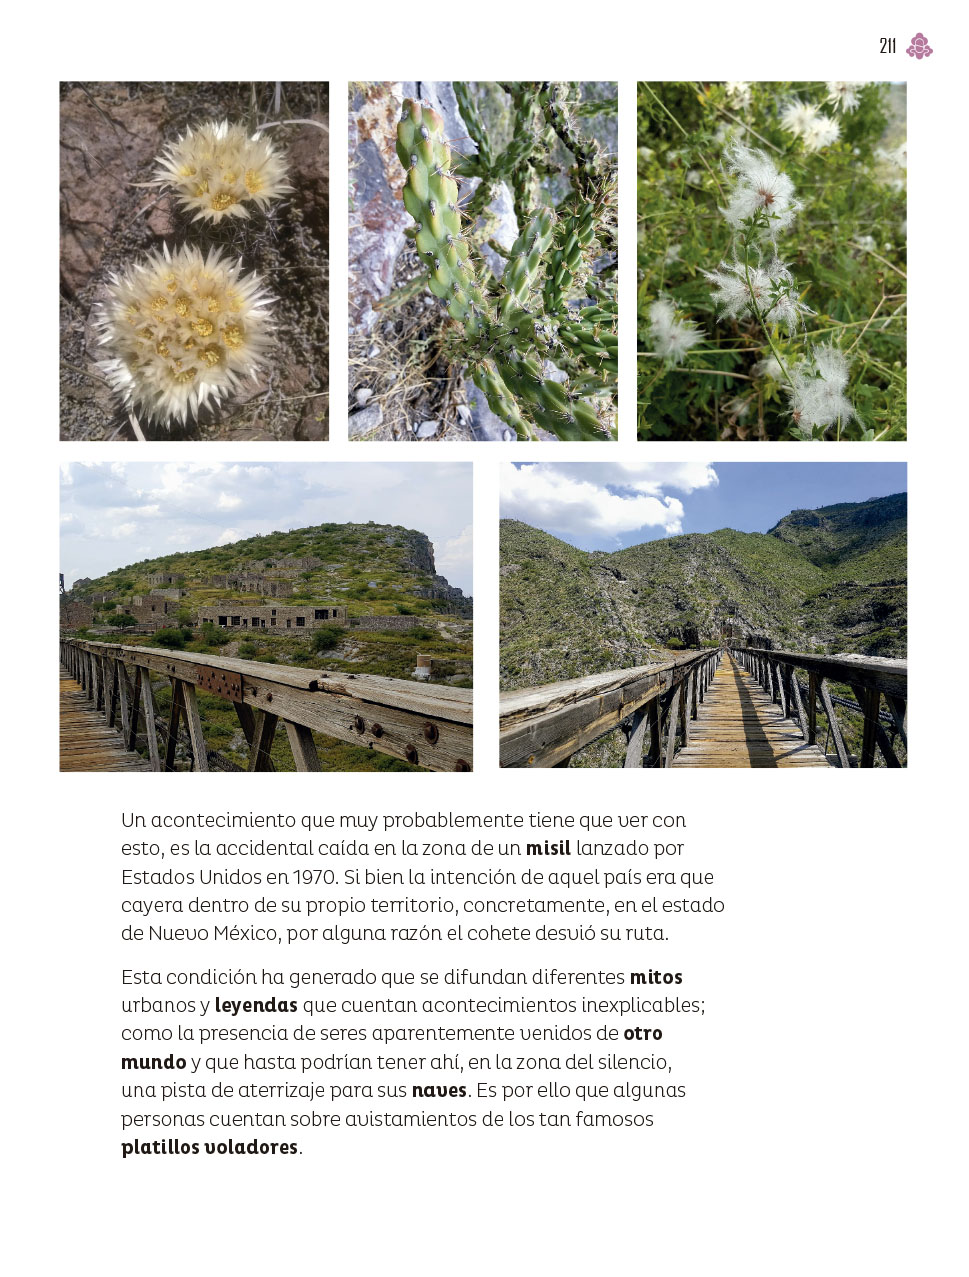 211
Un acontecimiento que muy probablemente tiene que ver con
esto, es la accidental caída en la zona de un misil lanzado por
Estados Unidos en 1970. Si bien la intención de aquel país era que
cayera dentro de su propio territorio, concretamente, en el estado
de Nuevo México, por alguna razón el cohete desvió su ruta.
Esta condición ha generado que se difundan diferentes mitos
urbanos y leyendas que cuentan acontecimientos inexplicables;
como la presencia de seres aparentemente venidos de otro
mundo y que hasta podrían tener ahí, en la zona del silencio,
una pista de aterrizaje para sus naves. Es por ello que algunas
personas cuentan sobre avistamientos de los tan famosos
platillos voladores.